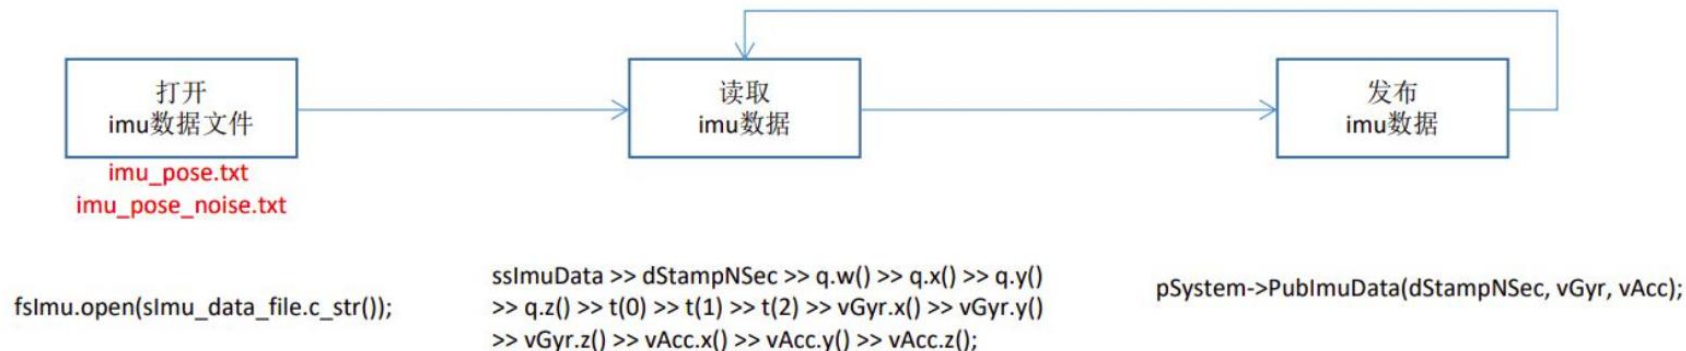 打开
imu数据文件
读取
imu数据
发布
imu数据
imu_pose.txt
imu_pose_noise.txt
fsImu.open(sImu_data_file.c_str());
ssImuData >> dStampNSec >> q.w() >> q.x() >> q.y()
>> q.z() >> t(0) >> t(1) >> t(2) >> vGyr.x() >> vGyr.y()
>> vGyr.z() >> vAcc.x() >> vAcc.y() >> vAcc.z();
pSystem->PubImuData(dStampNSec, vGyr, vAcc);